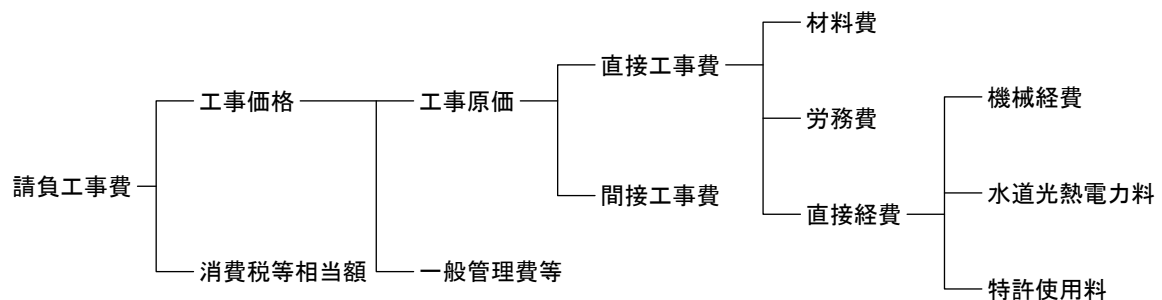 請負工事費
工事価格
消費税等相当額
工事原価
一般管理費等
直接工事費
間接工事費
材料費
労務費
直接経費
機械経費
水道光熱電力料
特許使用料